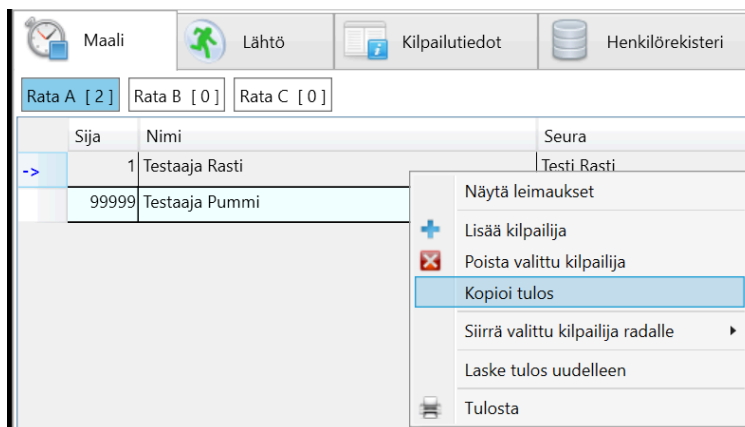 Maali Lähtö Kilpailutiedot Henkilörekisteri
Rata A [ 2 ] Rata B [ 0 ] Rata C [ 0 ]
Sija Nimi Seura
-> 1 Testaaja Rasti Testi Rasti
99999 Testaaja Pummi
Näytä leimaukset
Lisää kilpailija
Poista valittu kilpailija
Kopioi tulos
Siirrä valittu kilpailija radalle
Laske tulos uudelleen
Tulosta